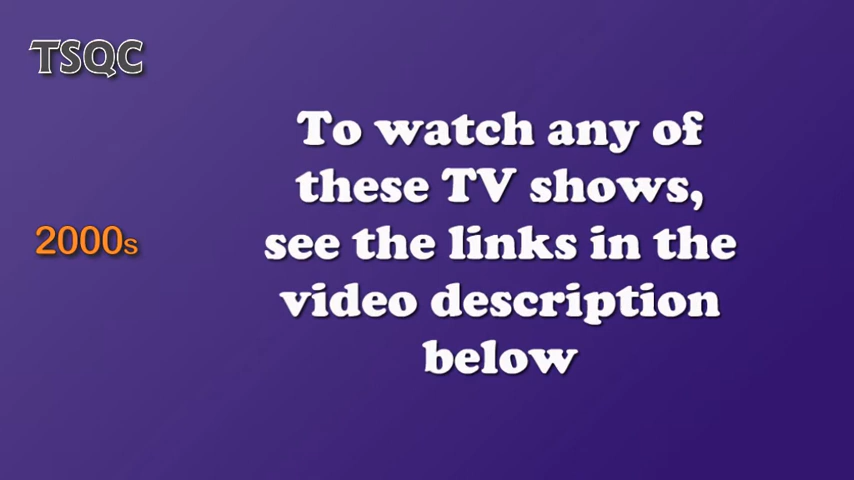 TSQC
To watch any of
these TV shows,
see the links in the
video description
below
2000s